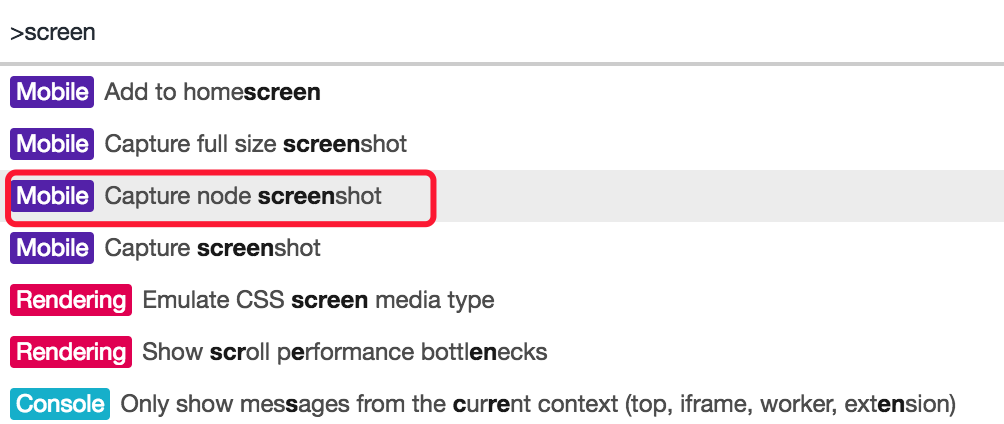 >screen
Mobile Add to homescreen
Mobile Capture full size screenshot
Mobile Capture node screenshot
Mobile Capture screenshot
Rendering Emulate CSS screen media type
Rendering Show scroll performance bottlenecks
Console Only show messages from the current context (top, iframe, worker, extension)